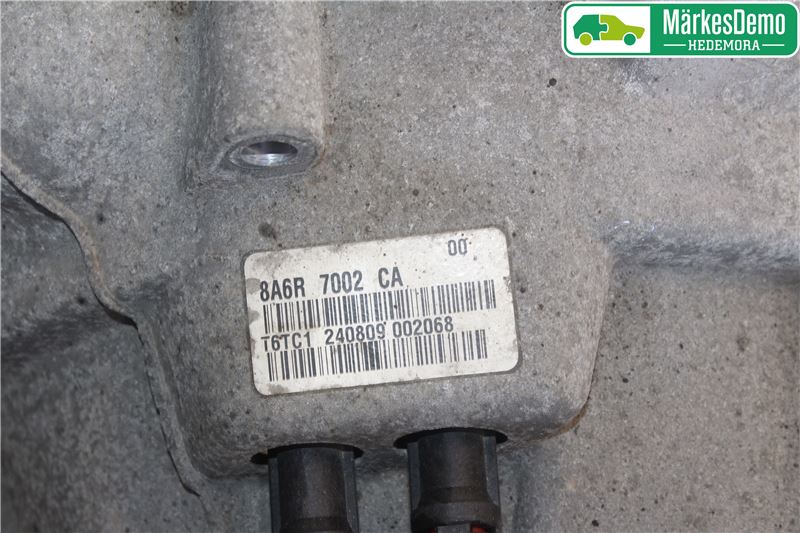 MärkesDemo
HEDEMORA
00
8A6R 7002 CA
T6TC1 240809 002068